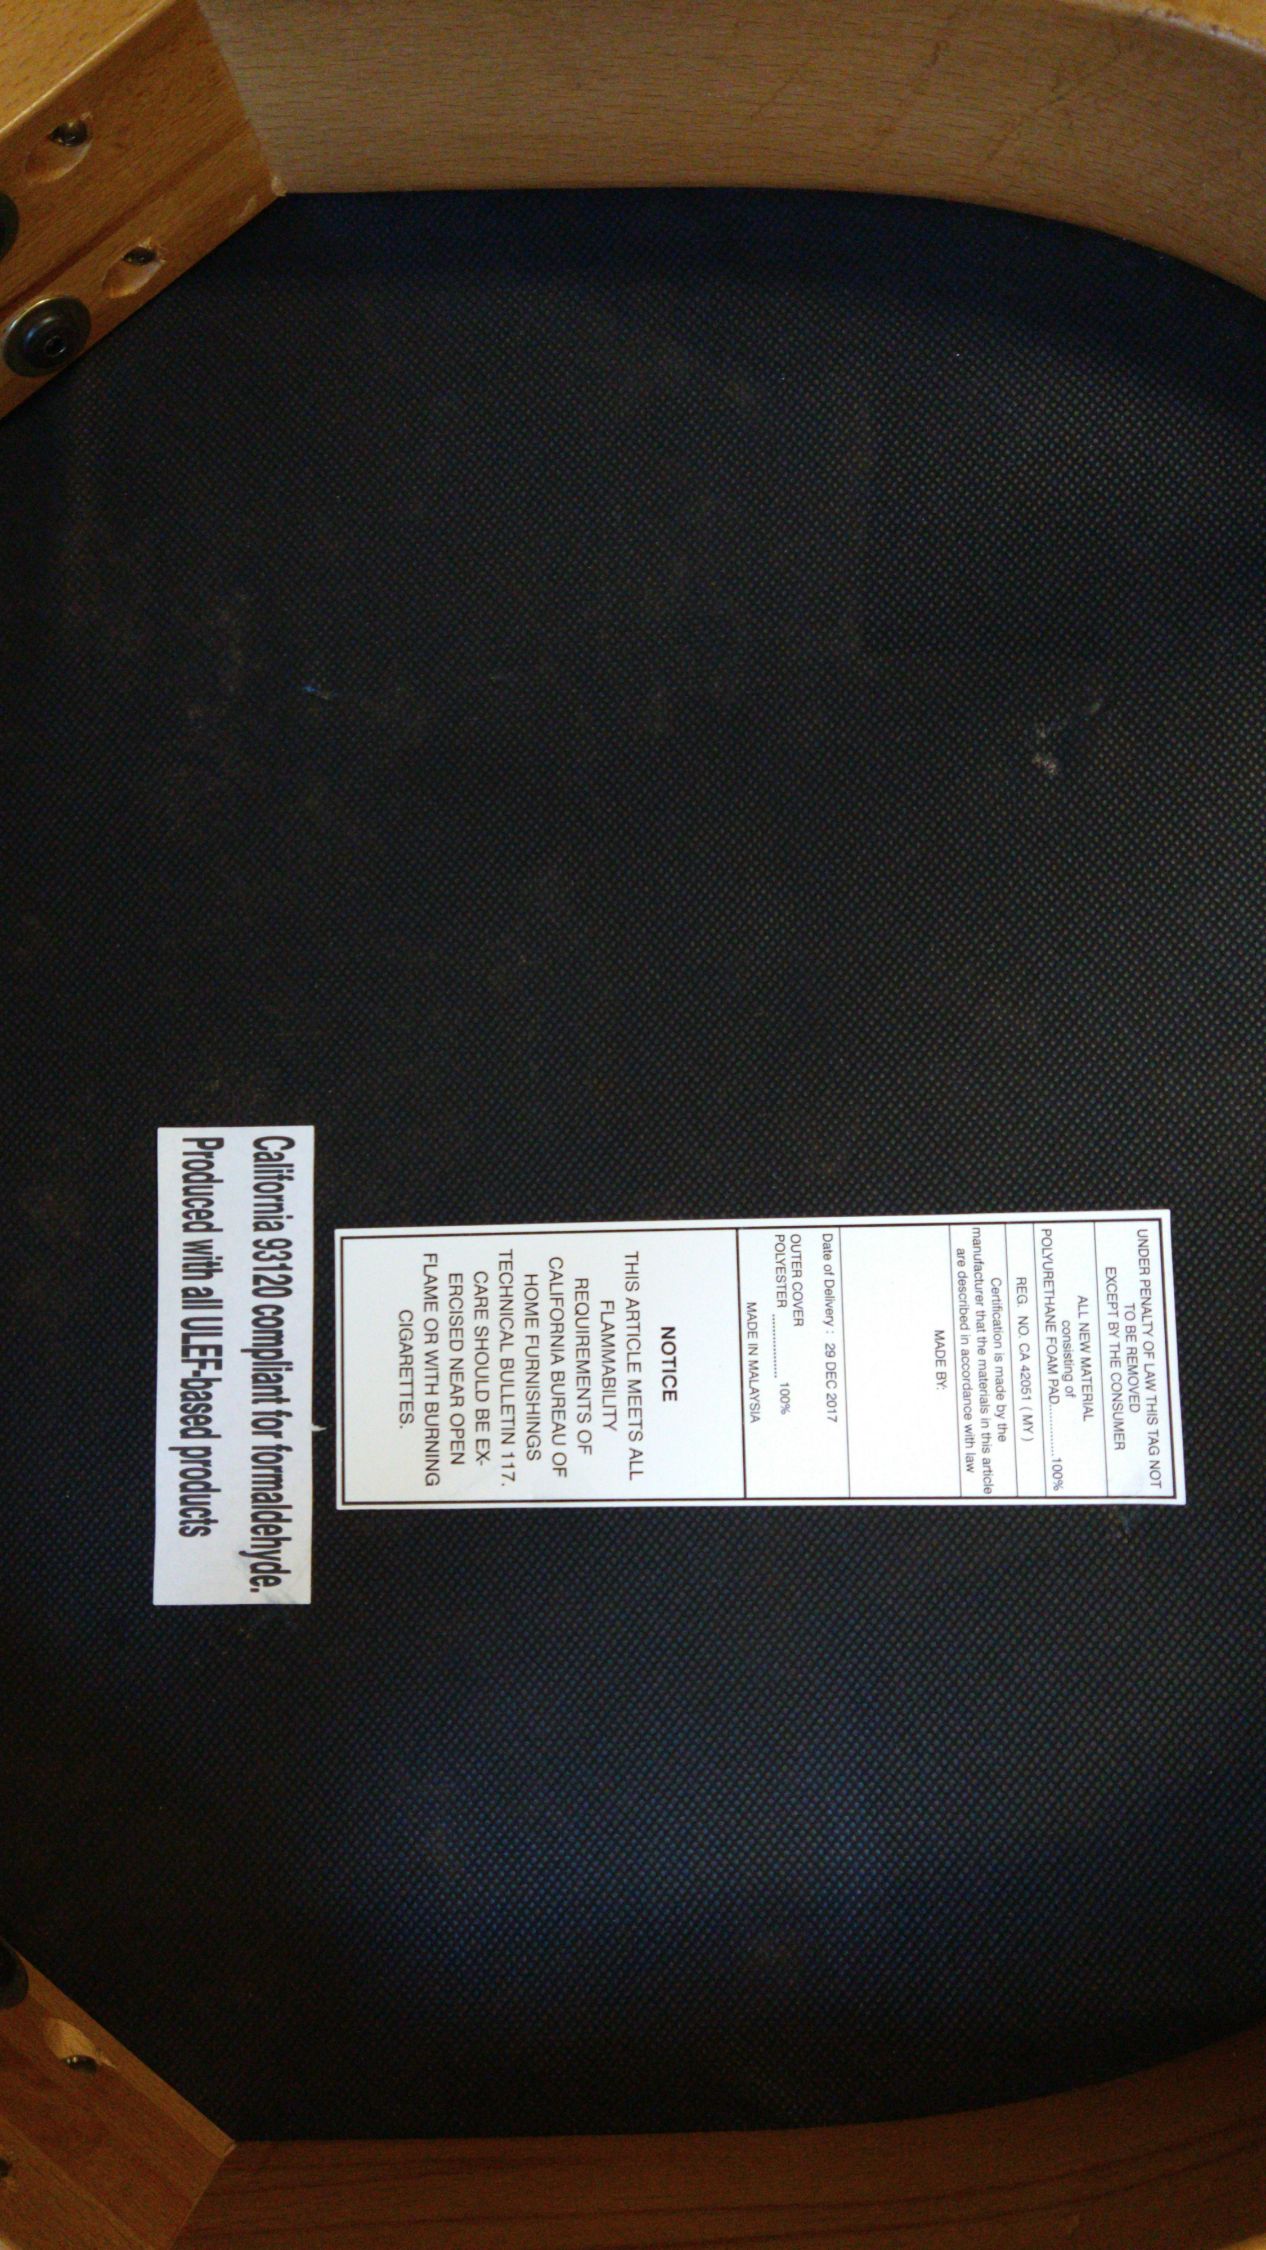 UNDER PENALTY OF LAW THIS TAG NOT
TO BE REMOVED
EXCEPT BY THE CONSUMER
ALL NEW MATERIAL
consisting of
POLYURETHANE FOAM PAD..............100%
REG. NO. CA 42051 ( MY )
Certification is made by the
manufacturer that the materials in this article
are described in accordance with law
MADE BY:
Date of Delivery : 29 DEC 2017
OUTER COVER
POLYESTER ................ 100%
MADE IN MALAYSIA
NOTICE
THIS ARTICLE MEETS ALL
FLAMMABILITY
REQUIREMENTS OF
CALIFORNIA BUREAU OF
HOME FURNISHINGS
TECHNICAL BULLETIN 117.
CARE SHOULD BE EX-
ERCISED NEAR OPEN
FLAME OR WITH BURNING
CIGARETTES.
California 93120 compliant for formaldehyde.
Produced with all ULEF-based products